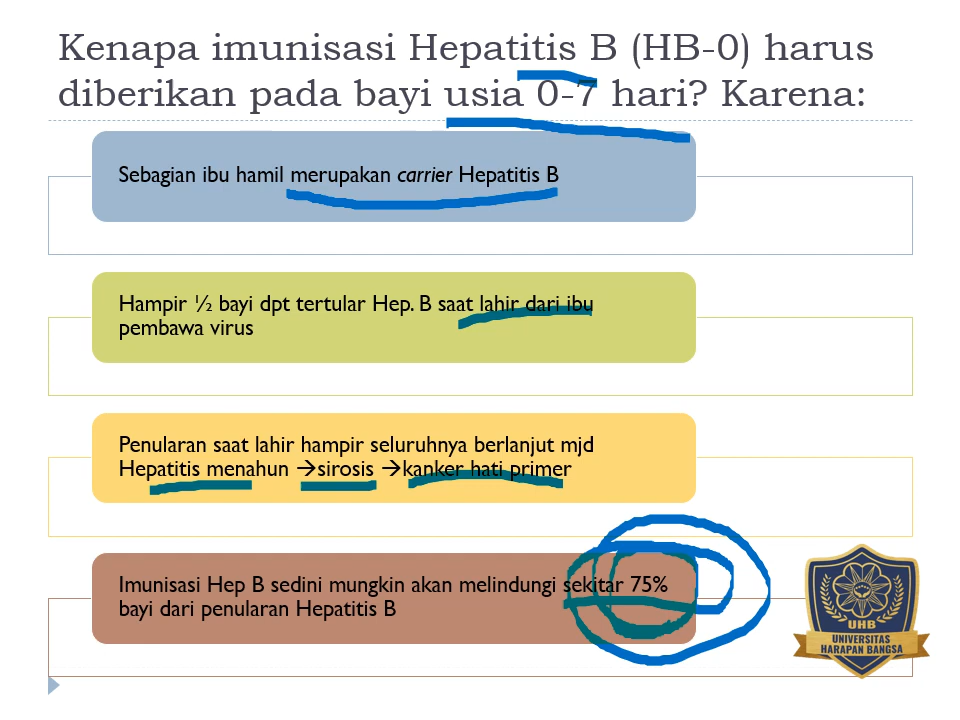 Kenapa imunisasi Hepatitis B (HB-0) harus
diberikan pada bayi usia 0-7 hari? Karena:
Sebagian ibu hamil merupakan carrier Hepatitis B
Hampir ½ bayi dpt tertular Hep. B saat lahir dari ibu
pembawa virus
Penularan saat lahir hampir seluruhnya berlanjut mjd
Hepatitis menahun →sirosis →kanker hati primer
Imunisasi Hep B sedini mungkin akan melindungi sekitar 75%
bayi dari penularan Hepatitis B
UHB
UNIVERSITAS
HARAPAN BANGSA